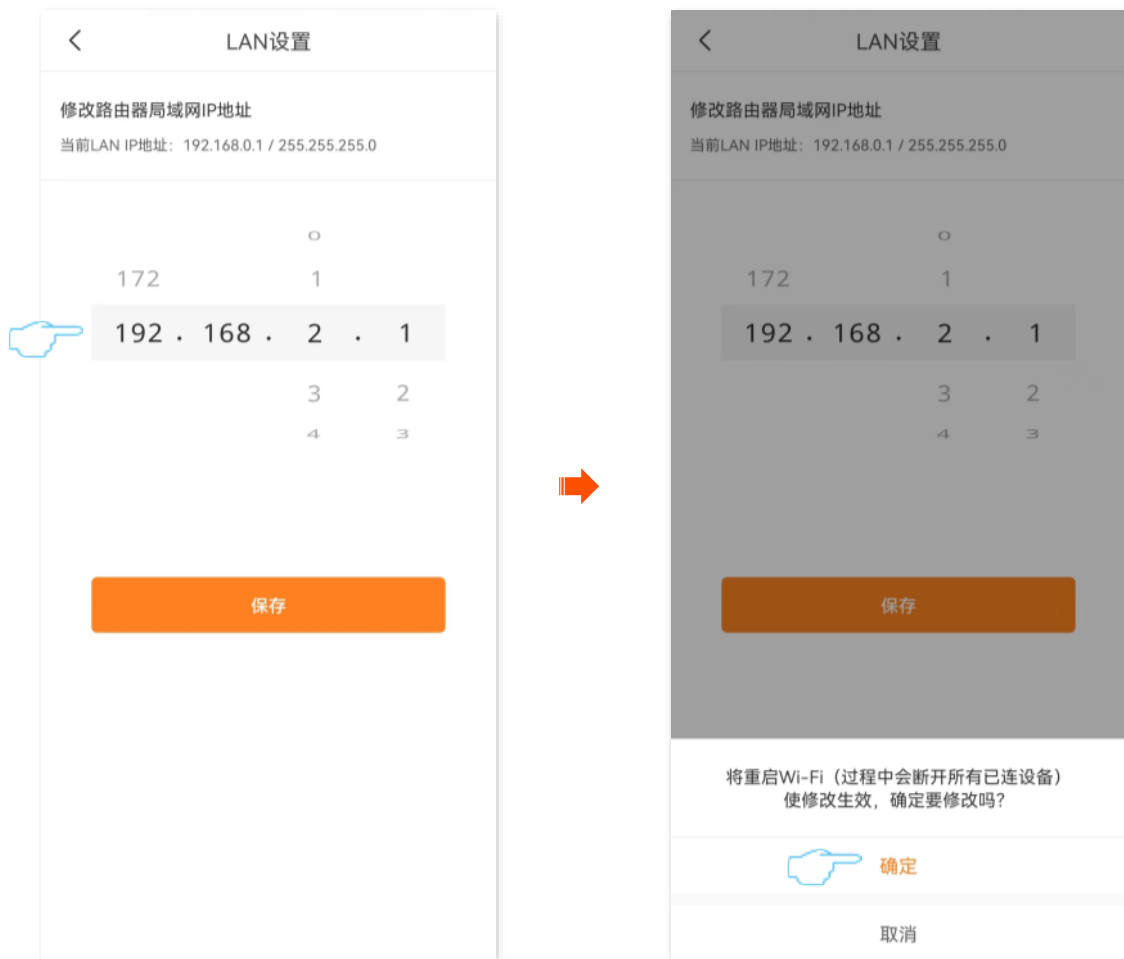 LAN设置
修改路由器局域网IP地址
当前LAN IP地址：192.168.0.1 / 255.255.255.0
0
172 1
192 . 168 . 2 . 1
3 2
4 3
保存
LAN设置
修改路由器局域网IP地址
当前LAN IP地址：192.168.0.1 / 255.255.255.0
0
172 1
192 . 168 . 2 . 1
3 2
4 3
保存
将重启Wi-Fi（过程中会断开所有已连设备）
使修改生效，确定要修改吗？
确定
取消